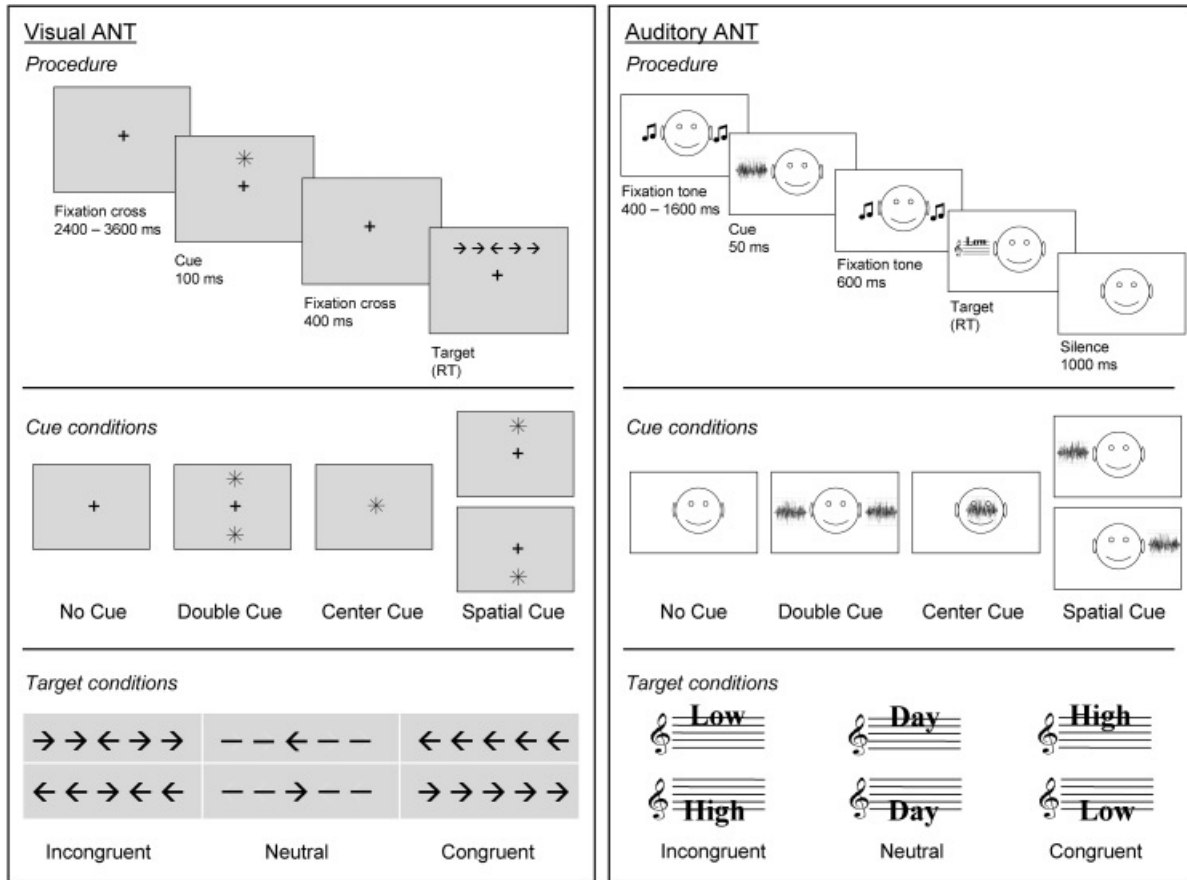 Visual ANT
Procedure
Fixation cross
2400 – 3600 ms
Cue
100 ms
Fixation cross
400 ms
Target
(RT)
Cue conditions
No Cue
Double Cue
Center Cue
Spatial Cue
Target conditions
Incongruent
Neutral
Congruent
Auditory ANT
Procedure
Fixation tone
400 – 1600 ms
Cue
50 ms
Fixation tone
600 ms
Low
Target
(RT)
Silence
1000 ms
Cue conditions
No Cue
Double Cue
Center Cue
Spatial Cue
Target conditions
Low
Day
High
High
Day
Low
Incongruent
Neutral
Congruent